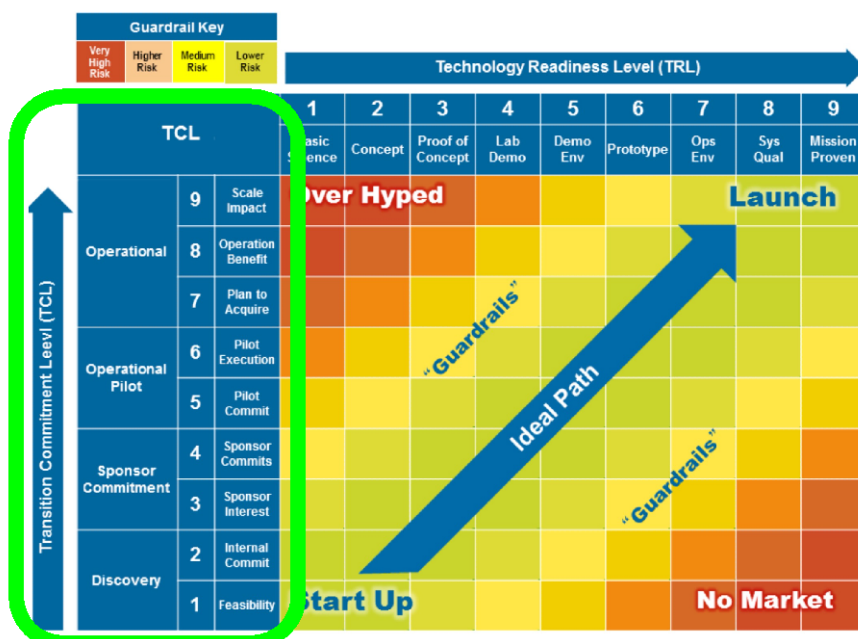 Guardrail Key
Very High Risk
Higher Risk
Medium Risk
Lower Risk
Technology Readiness Level (TRL)
TCL
1 2 3 4 5 6 7 8 9
Concept
Proof of Concept
Lab Demo
Demo Env
Prototype
Ops Env
Sys Qual
Mission Proven
Transition Commitment Leevl (TCL)
Operational
9 Scale Impact
8 Operation Benefit
7 Plan to Acquire
Operational Pilot
6 Pilot Execution
5 Pilot Commit
Sponsor Commitment
4 Sponsor Commits
3 Sponsor Interest
Discovery
2 Internal Commit
1 Feasibility
Over Hyped
Launch
"Guardrails"
Ideal Path
"Guardrails"
Start Up
No Market